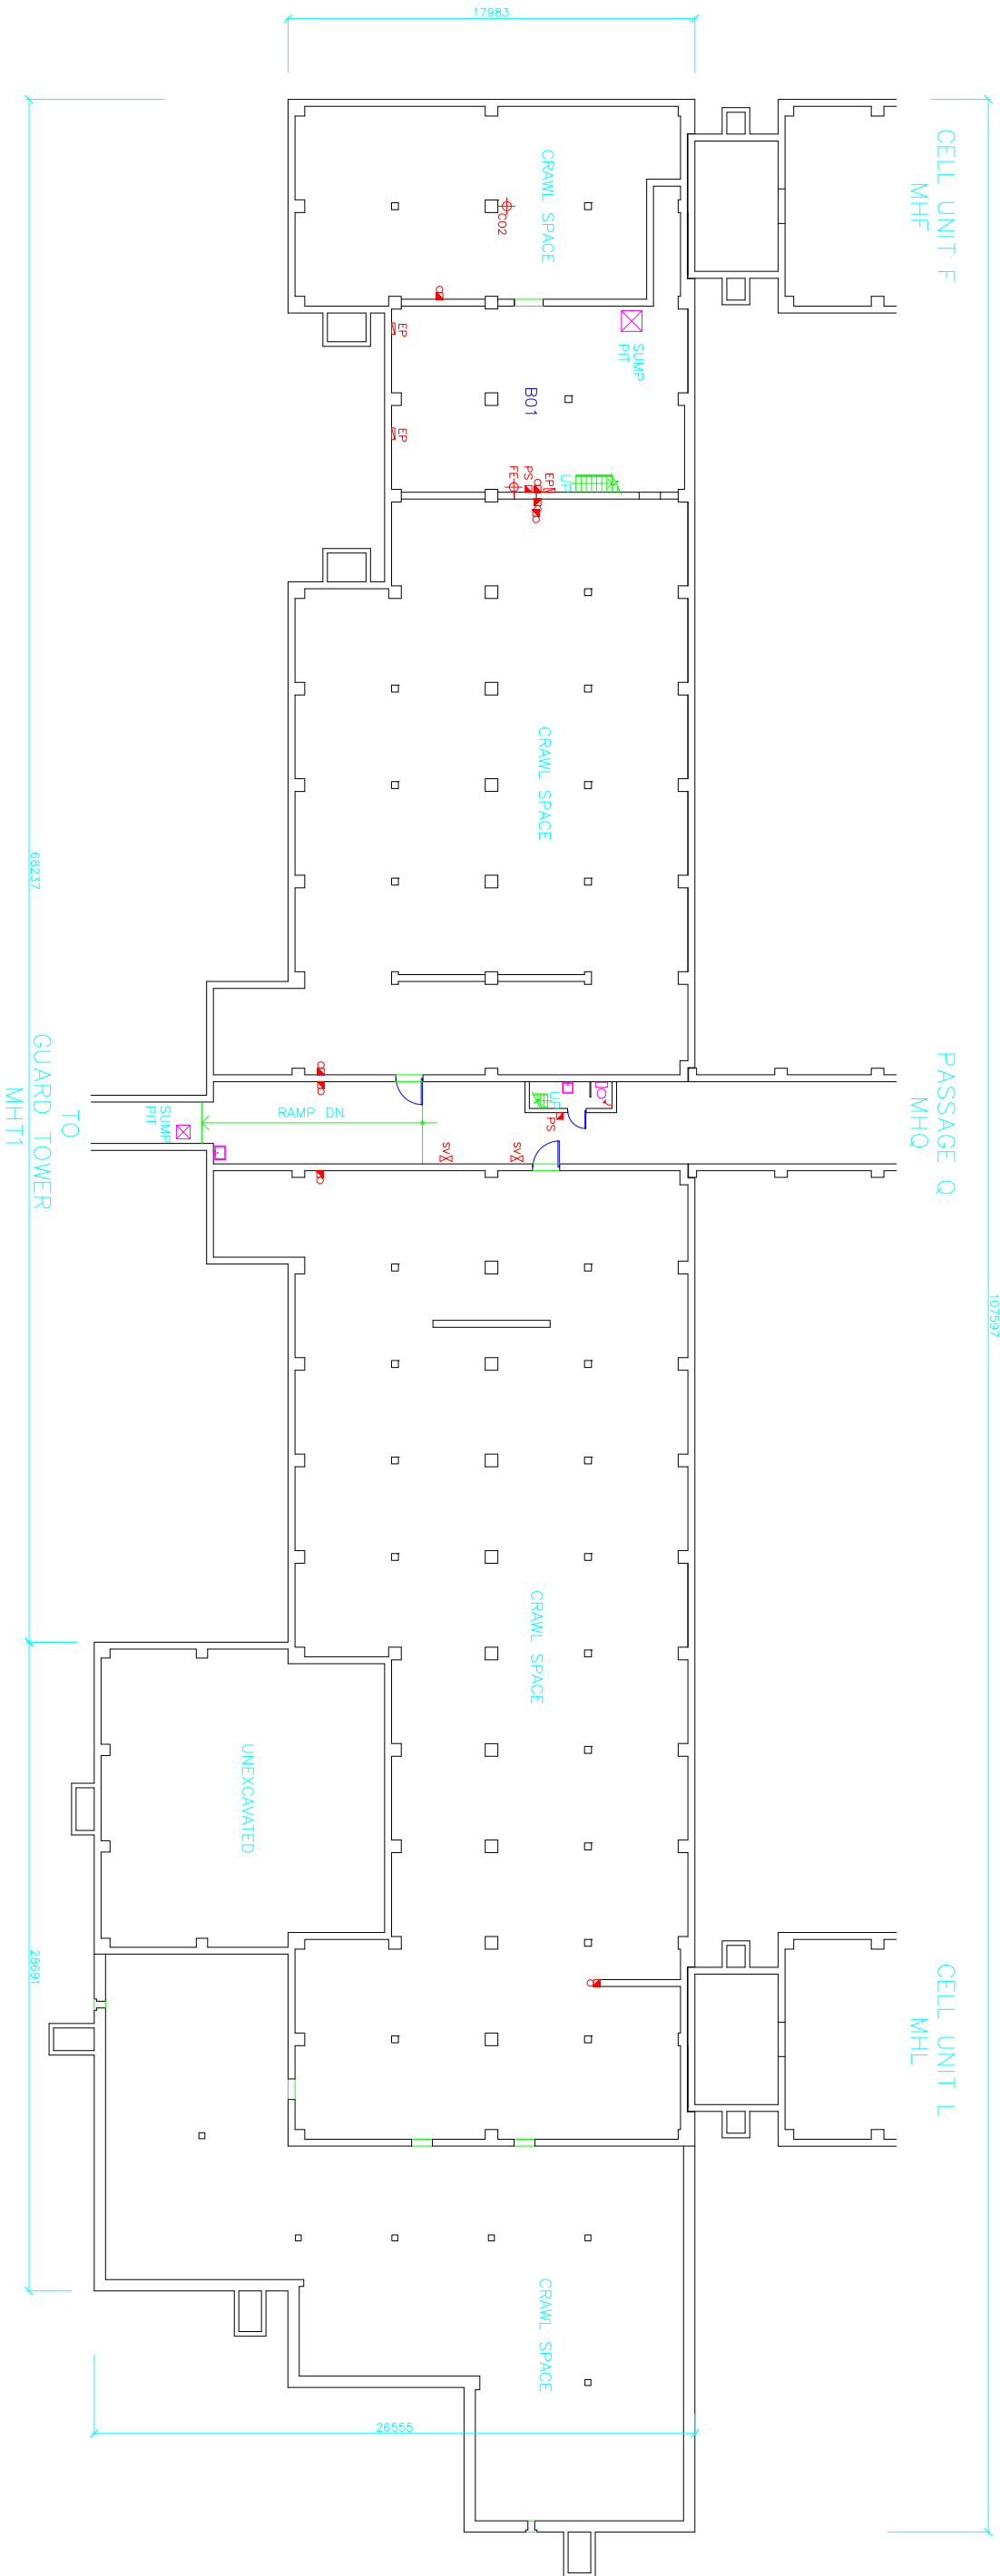 17983
CELL UNIT F
MHF
CRAWL SPACE
CO2
EP
SUMP
PIT
B01
EP
UP
EP
PS
FE
CRAWL SPACE
68237
PASSAGE Q
MHQ
UP
PS
RAMP DN
SUMP
PIT
SV
SV
TO
GUARD TOWER
MHT1
107597
CRAWL SPACE
UNEXCAVATED
28691
CELL UNIT L
MHL
CRAWL SPACE
26555